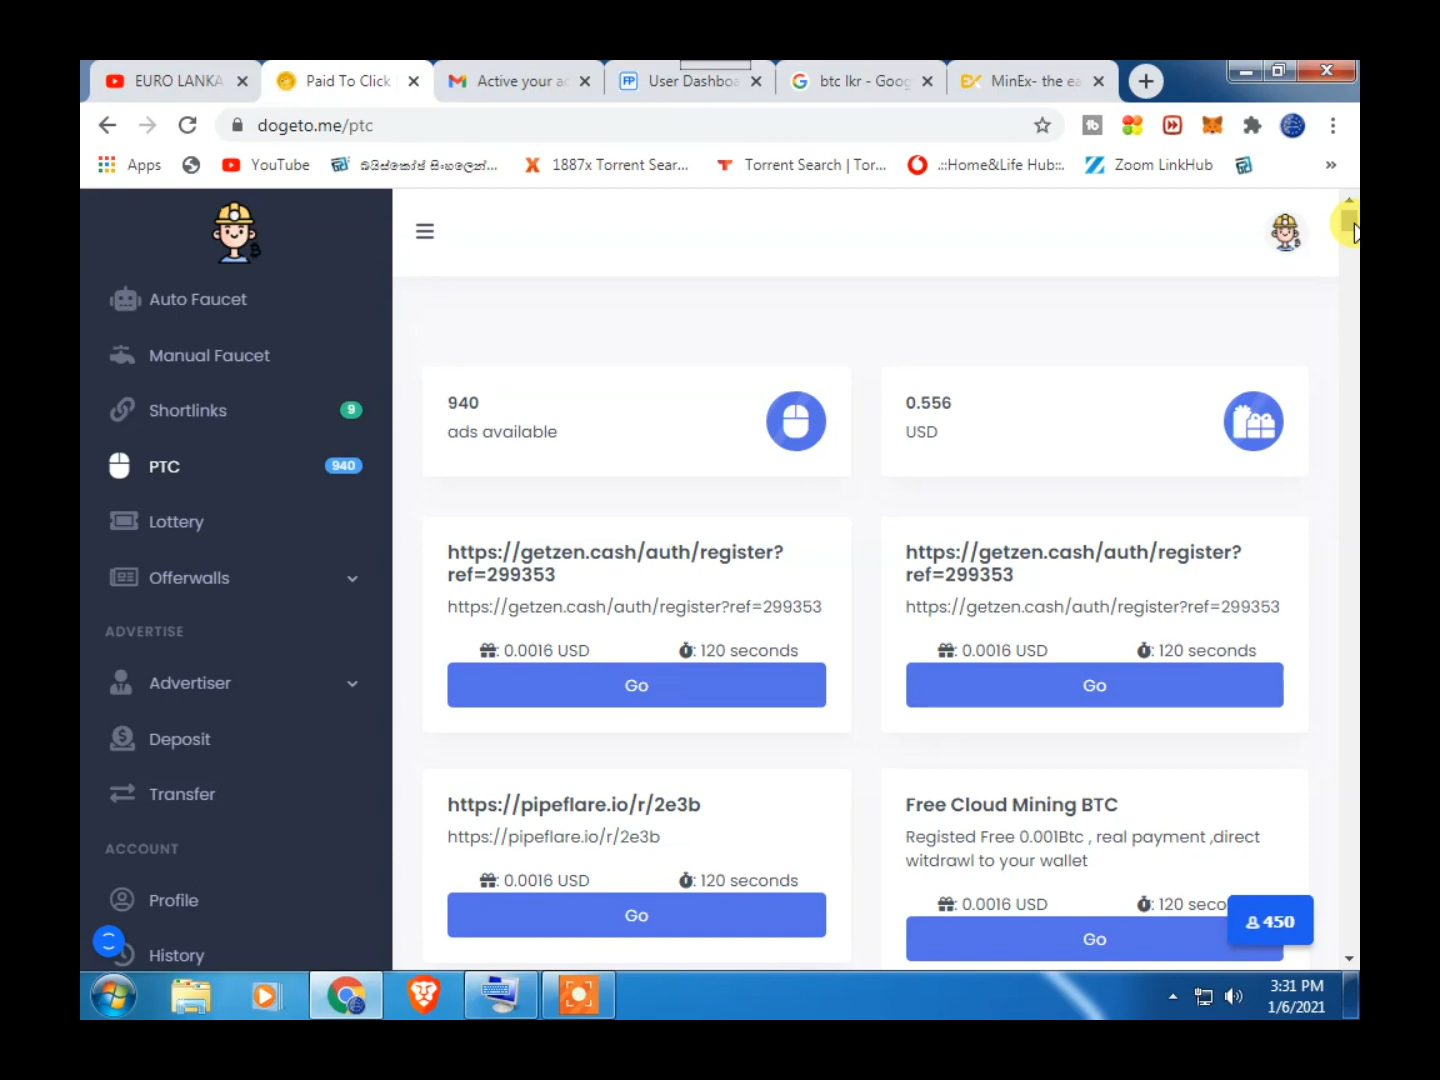 EURO LANKA
Paid To Click
Active your ac
User Dashboa
btc lkr - Goog
MinEx- the ea
dogeto.me/ptc
Apps
YouTube
1887x Torrent Sear...
Torrent Search | Tor...
.::Home&Life Hub::.
Zoom LinkHub
»
Auto Faucet
Manual Faucet
Shortlinks
9
PTC
940
Lottery
Offerwalls
ADVERTISE
Advertiser
Deposit
Transfer
ACCOUNT
Profile
History
940
ads available
0.556
USD
https://getzen.cash/auth/register?
ref=299353
https://getzen.cash/auth/register?ref=299353
: 0.0016 USD
: 120 seconds
Go
https://getzen.cash/auth/register?
ref=299353
https://getzen.cash/auth/register?ref=299353
: 0.0016 USD
: 120 seconds
Go
https://pipeflare.io/r/2e3b
https://pipeflare.io/r/2e3b
: 0.0016 USD
: 120 seconds
Go
Free Cloud Mining BTC
Registed Free 0.001Btc , real payment ,direct
witdrawl to your wallet
: 0.0016 USD
: 120 seco
Go
450
3:31 PM
1/6/2021